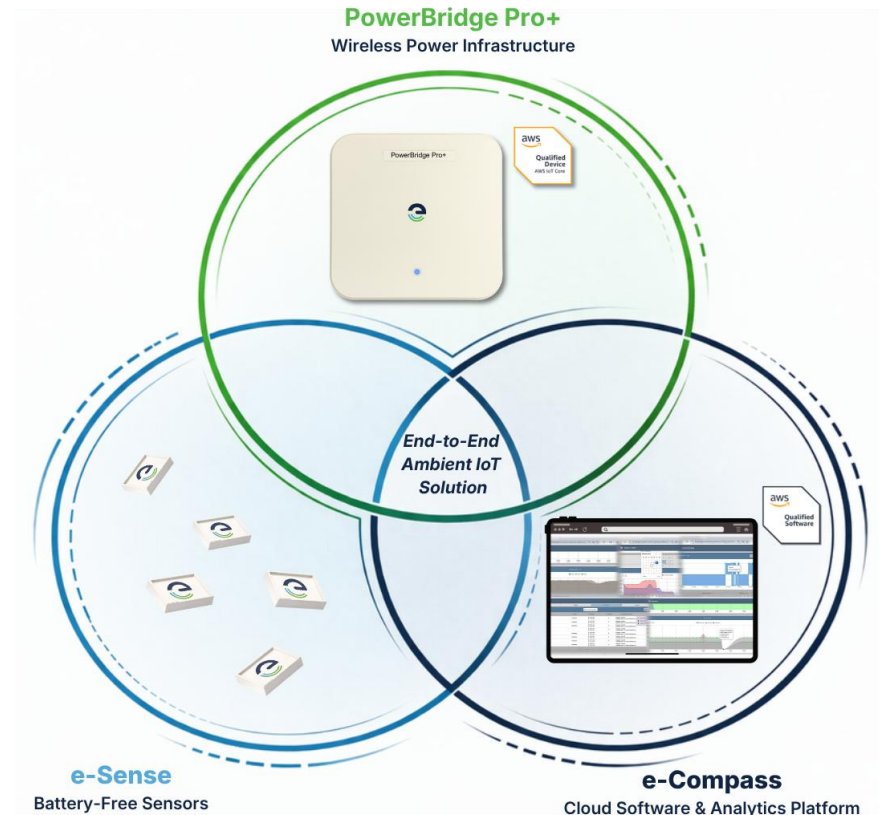 PowerBridge Pro+
Wireless Power Infrastructure
PowerBridge Pro+
aws
Qualified
Device
AWS IoT Core
End-to-End
Ambient IoT
Solution
aws
Qualified
Software
e-Sense
Battery-Free Sensors
e-Compass
Cloud Software & Analytics Platform